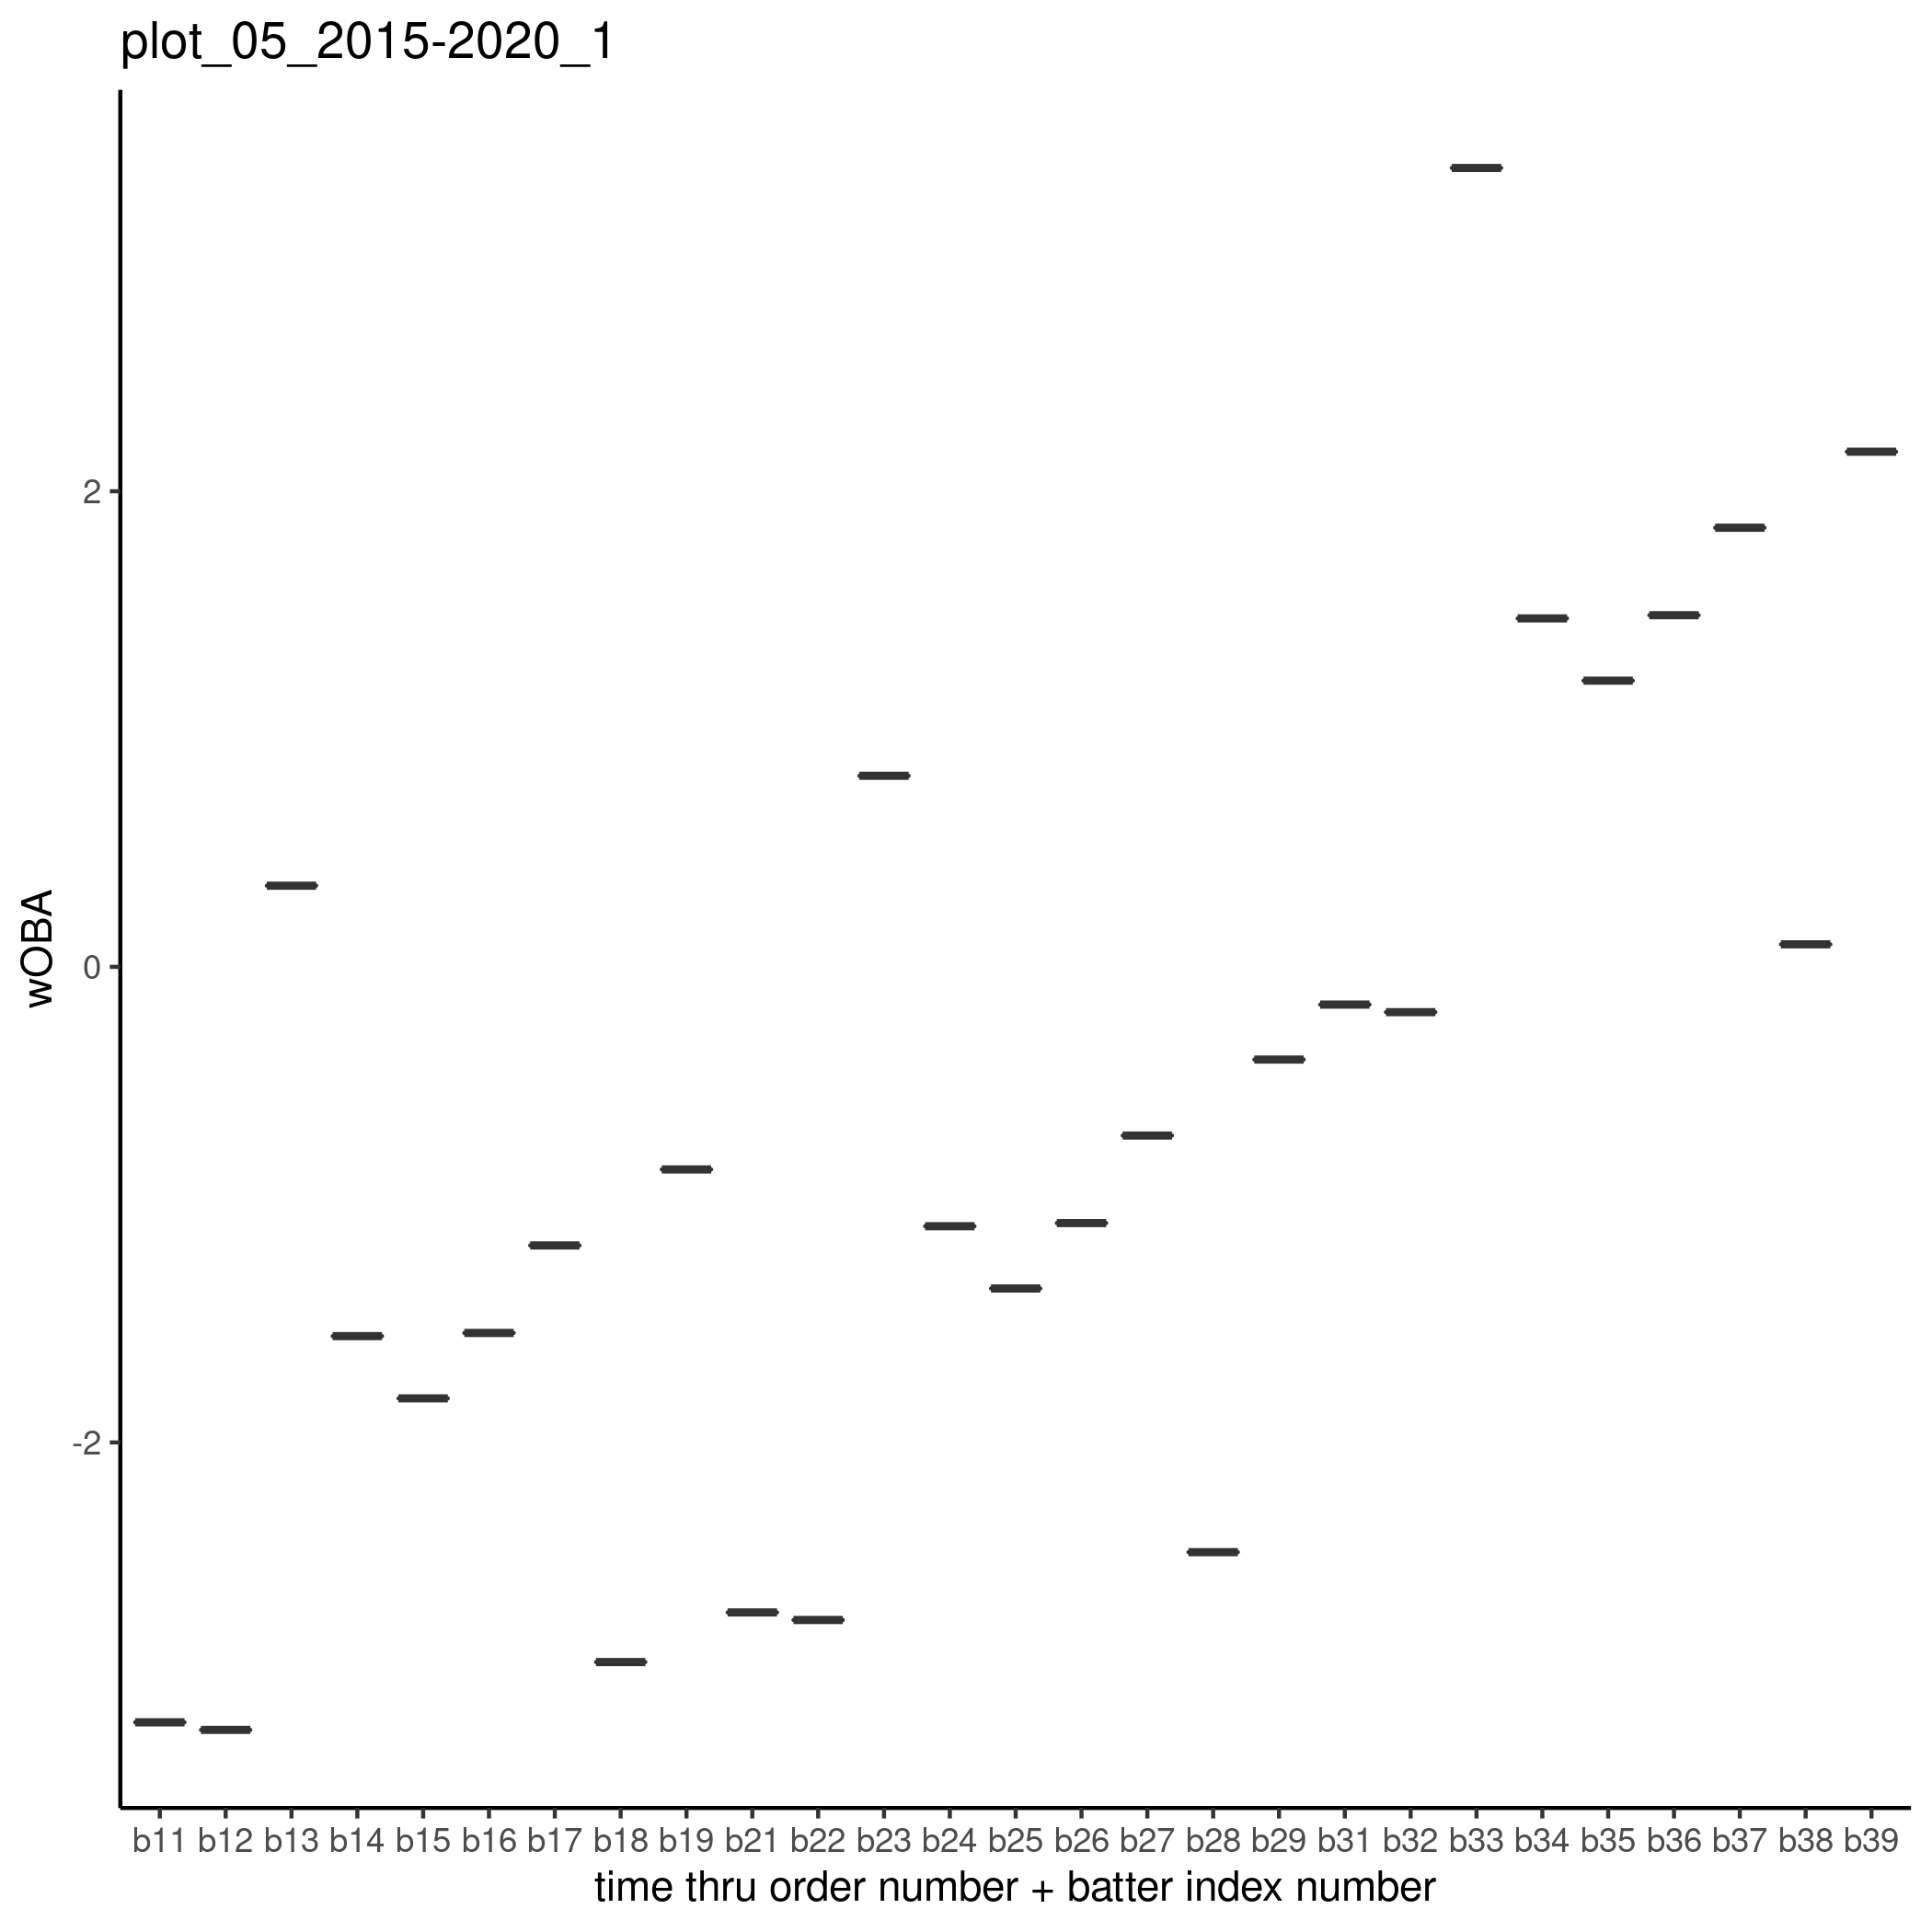 plot_05_2015-2020_1
wOBA
2
0
-2
b11 b12 b13 b14 b15 b16 b17 b18 b19 b21 b22 b23 b24 b25 b26 b27 b28 b29 b31 b32 b33 b34 b35 b36 b37 b38 b39
time thru order number + batter index number